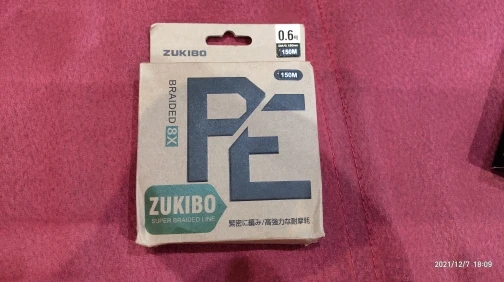 ZUKIBO
0.6号
150M
150M
BRAIDED 8X
PE
ZUKIBO
SUPER BRAIDED LINE
緊密に編み/高強力な耐摩耗
2021/12/7 18:09